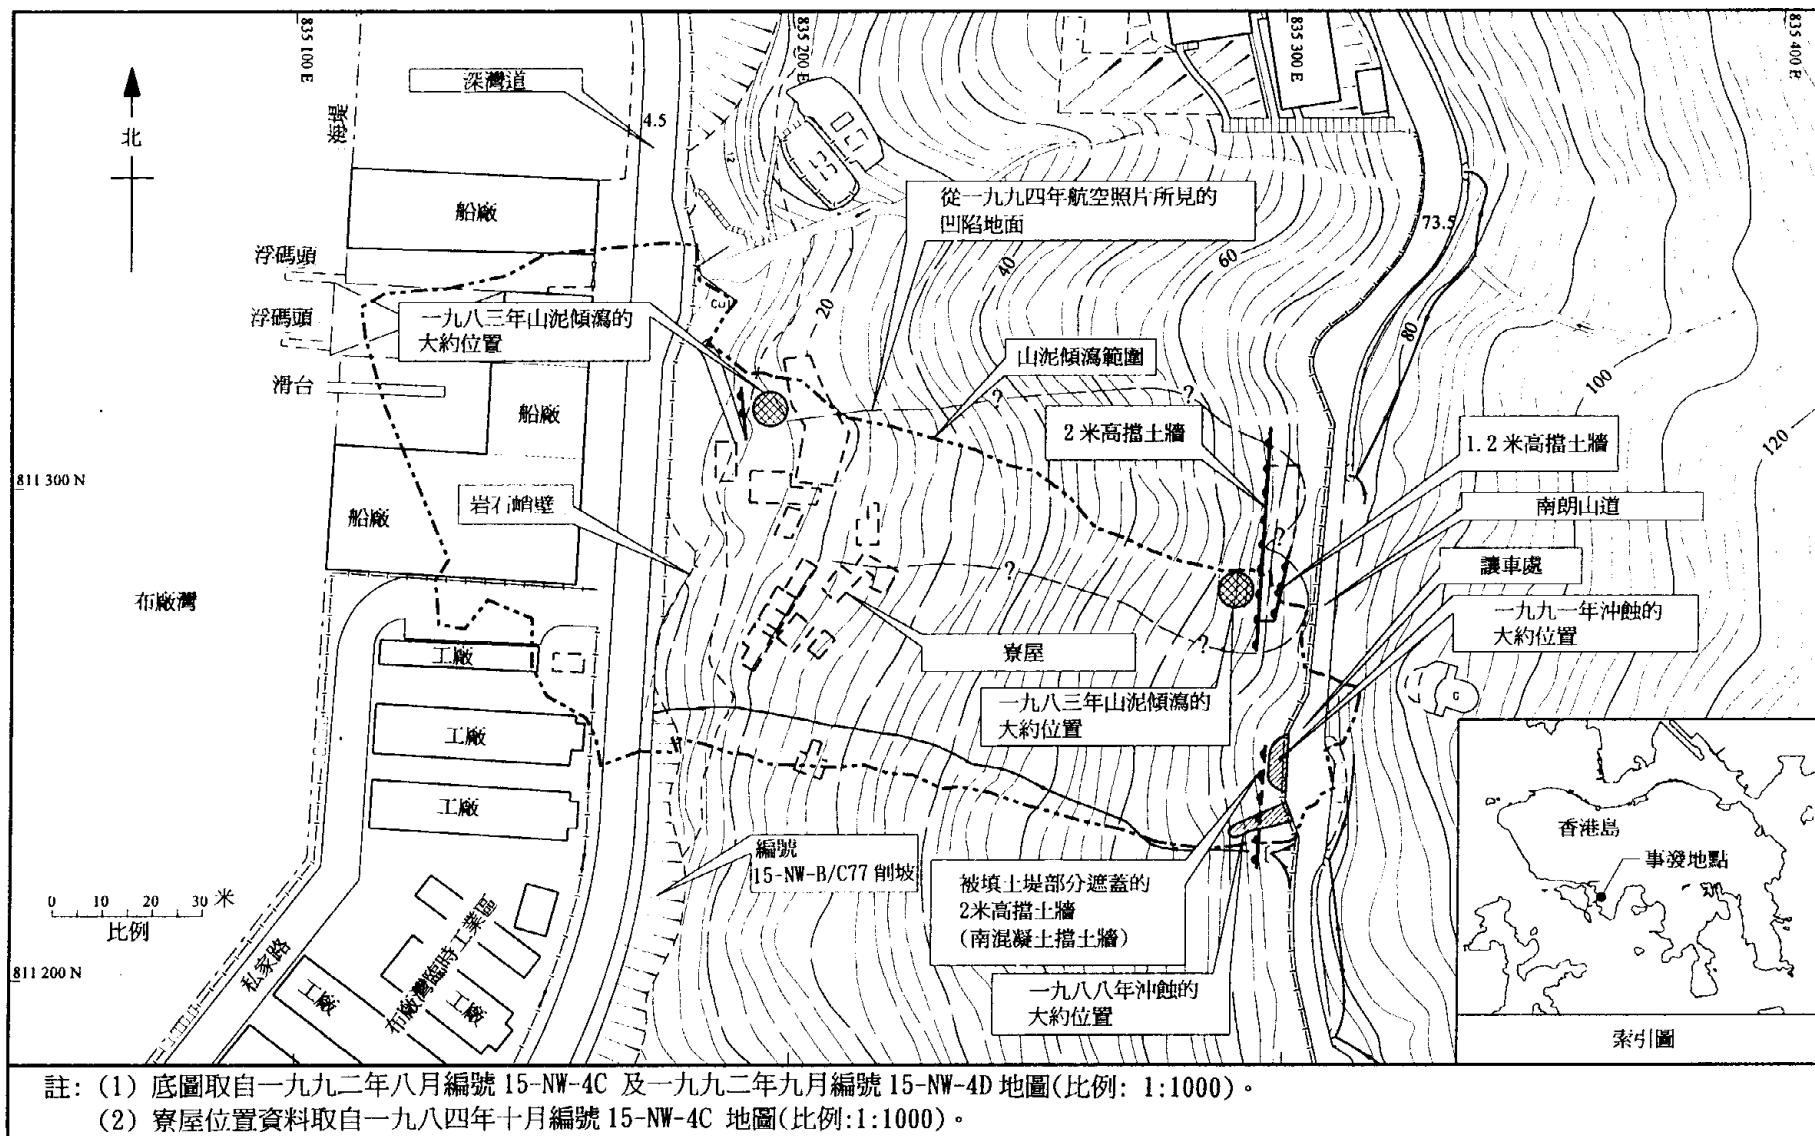 835 100 E
835 200 E
835 300 E
835 400 E
北
海堤
深灣道
4.5
12
船廠
從一九九四年航空照片所見的
凹陷地面
73.5
浮碼頭
浮碼頭
滑台
一九八三年山泥傾瀉的
大約位置
20
40
60
80
100
120
山泥傾瀉範圍
?
?
?
?
?
船廠
2 米高擋土牆
1.2 米高擋土牆
811 300 N
船廠
岩石峭壁
南朗山道
讓車處
布廠灣
一九九一年沖蝕的
大約位置
工廠
寮屋
一九八三年山泥傾瀉的
大約位置
G
工廠
工廠
編號
15-NW-B/C77 削坡
被填土堤部分遮蓋的
2米高擋土牆
(南混凝土擋土牆)
香港島
事發地點
0 10 20 30 米
比例
私家路
布廠灣臨時工業區
811 200 N
工廠
工廠
一九八八年沖蝕的
大約位置
索引圖
註: (1) 底圖取自一九九二年八月編號 15-NW-4C 及一九九二年九月編號 15-NW-4D 地圖(比例: 1:1000)。
(2) 寮屋位置資料取自一九八四年十月編號 15-NW-4C 地圖(比例:1:1000)。